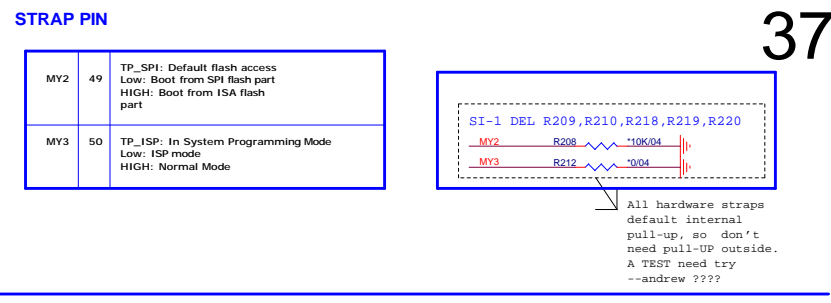 STRAP PIN
37
MY2 49 TP_SPI: Default flash access
Low: Boot from SPI flash part
HIGH: Boot from ISA flash
part
MY3 50 TP_ISP: In System Programming Mode
Low: ISP mode
HIGH: Normal Mode
SI-1 DEL R209,R210,R218,R219,R220
MY2 R208 *10K/04
MY3 R212 *0/04
All hardware straps
default internal
pull-up, so don't
need pull-UP outside.
A TEST need try
--andrew ????